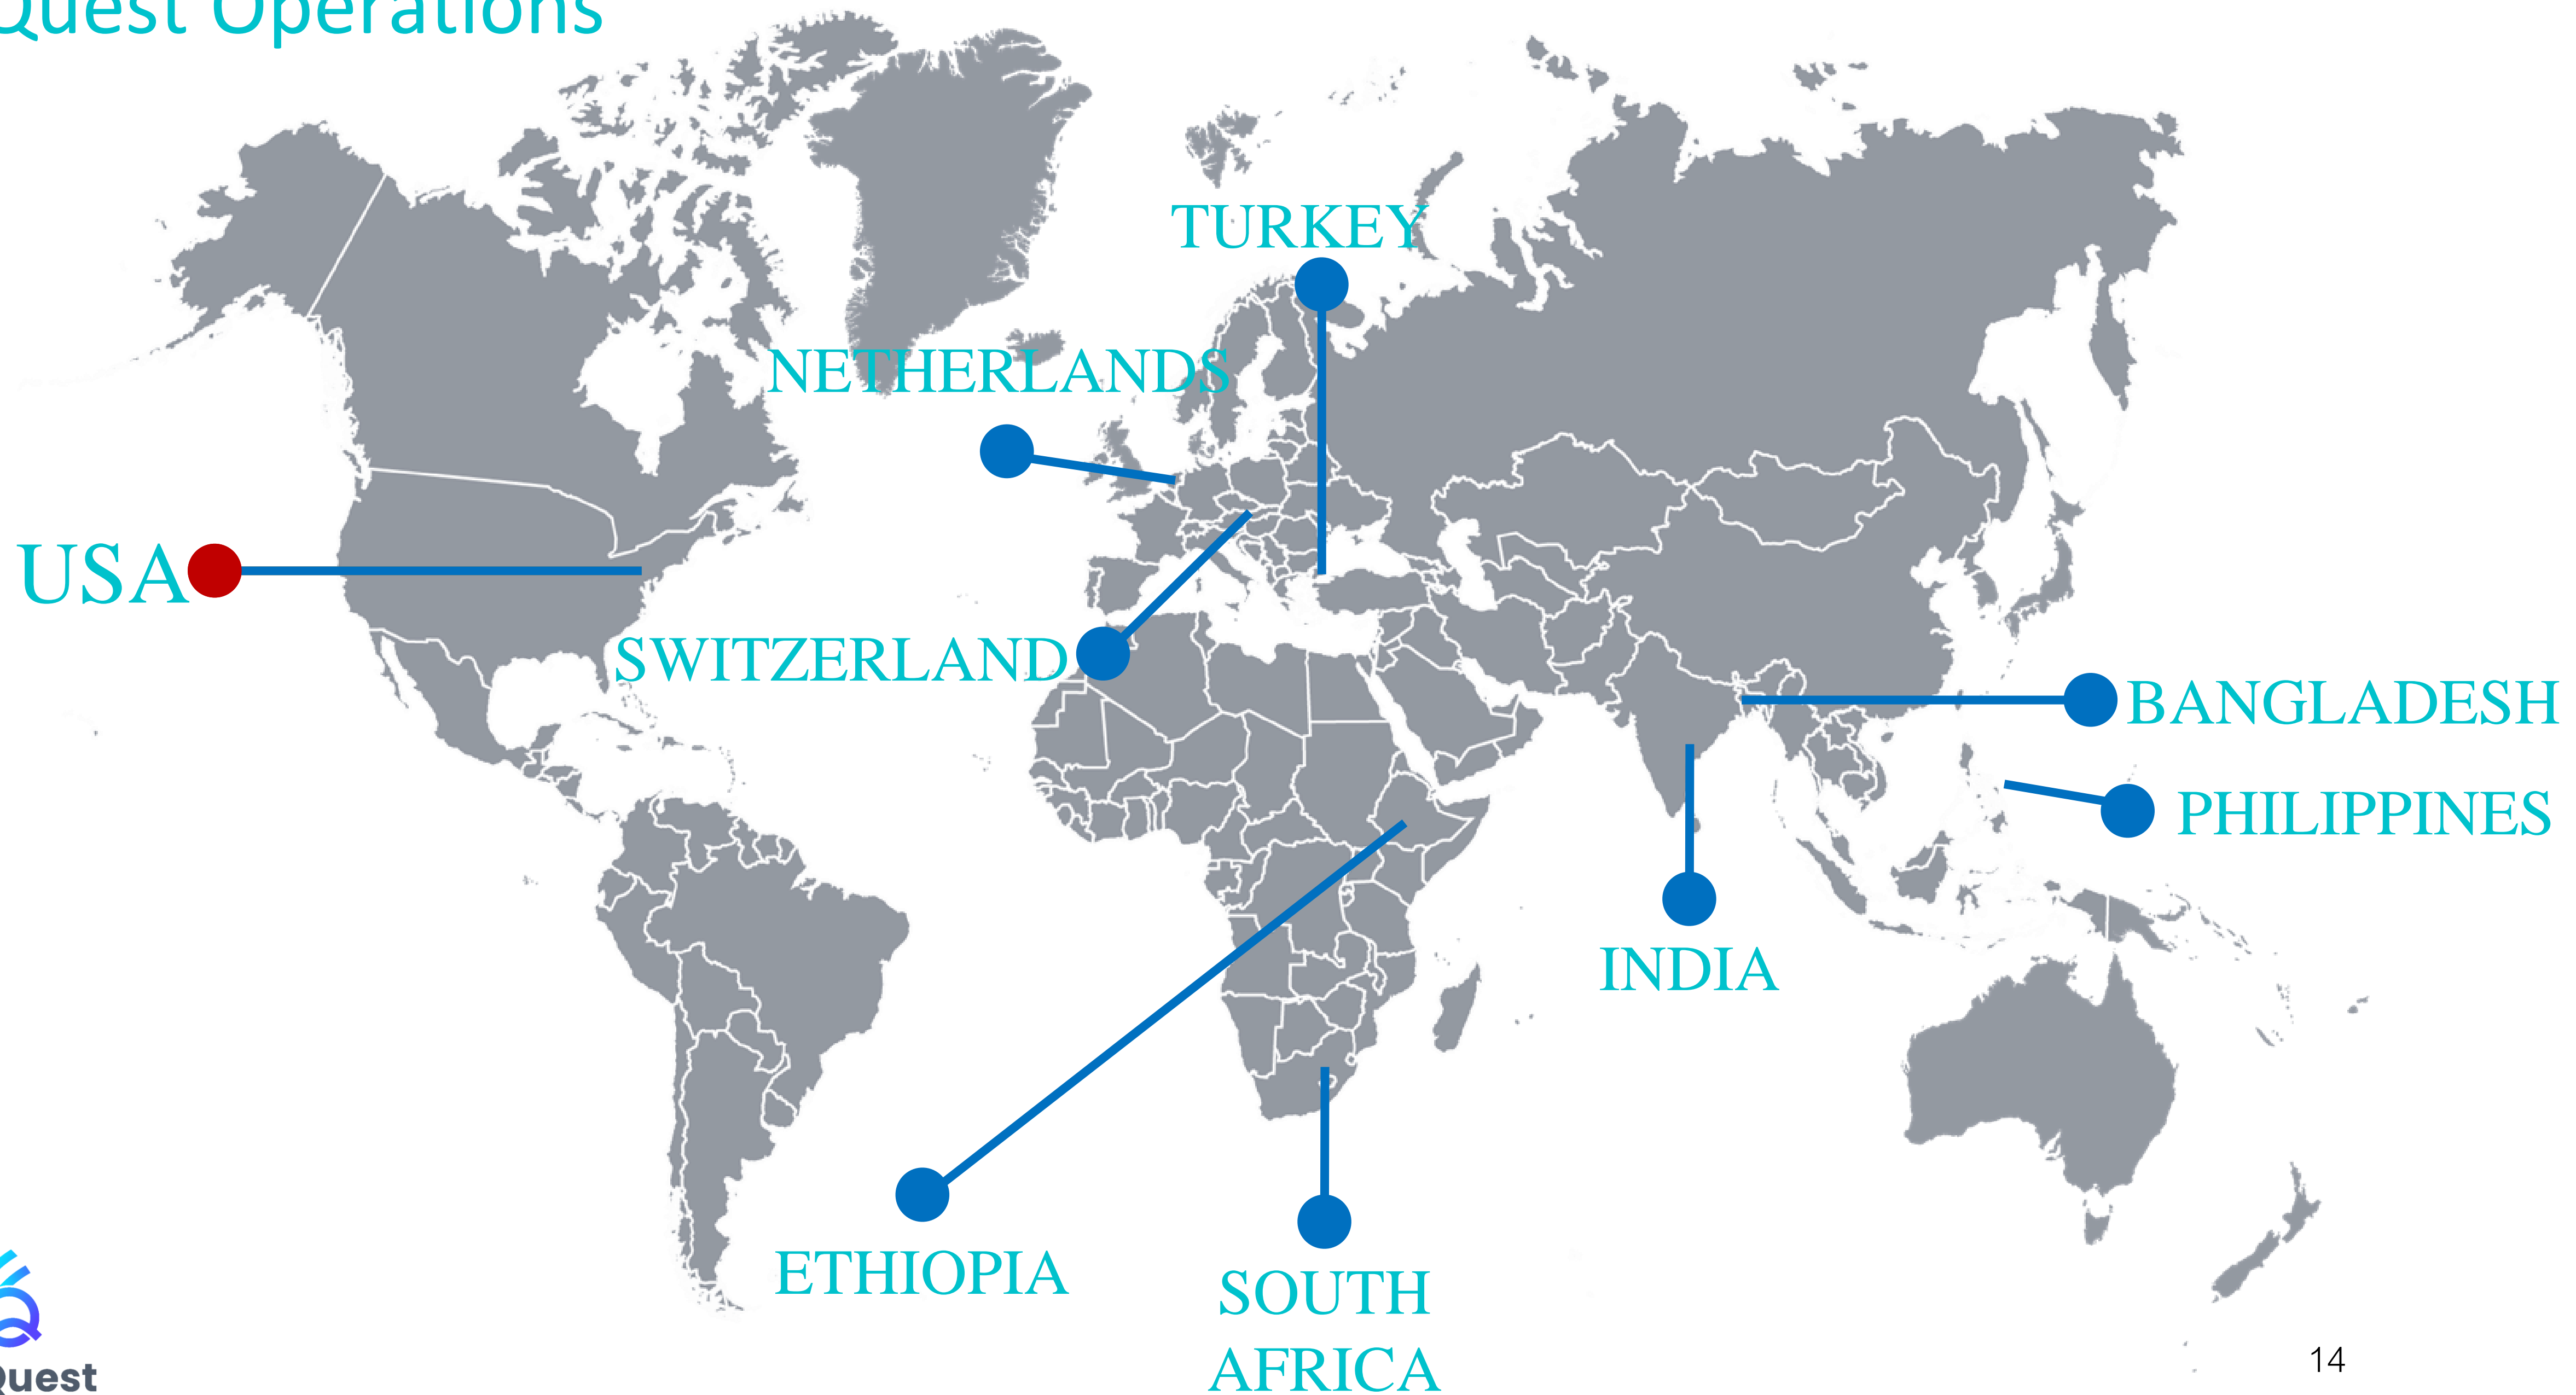 Quest Operations
TURKEY
NETHERLANDS
USA
SWITZERLAND
BANGLADESH
PHILIPPINES
INDIA
ETHIOPIA
SOUTH
AFRICA
Quest
14